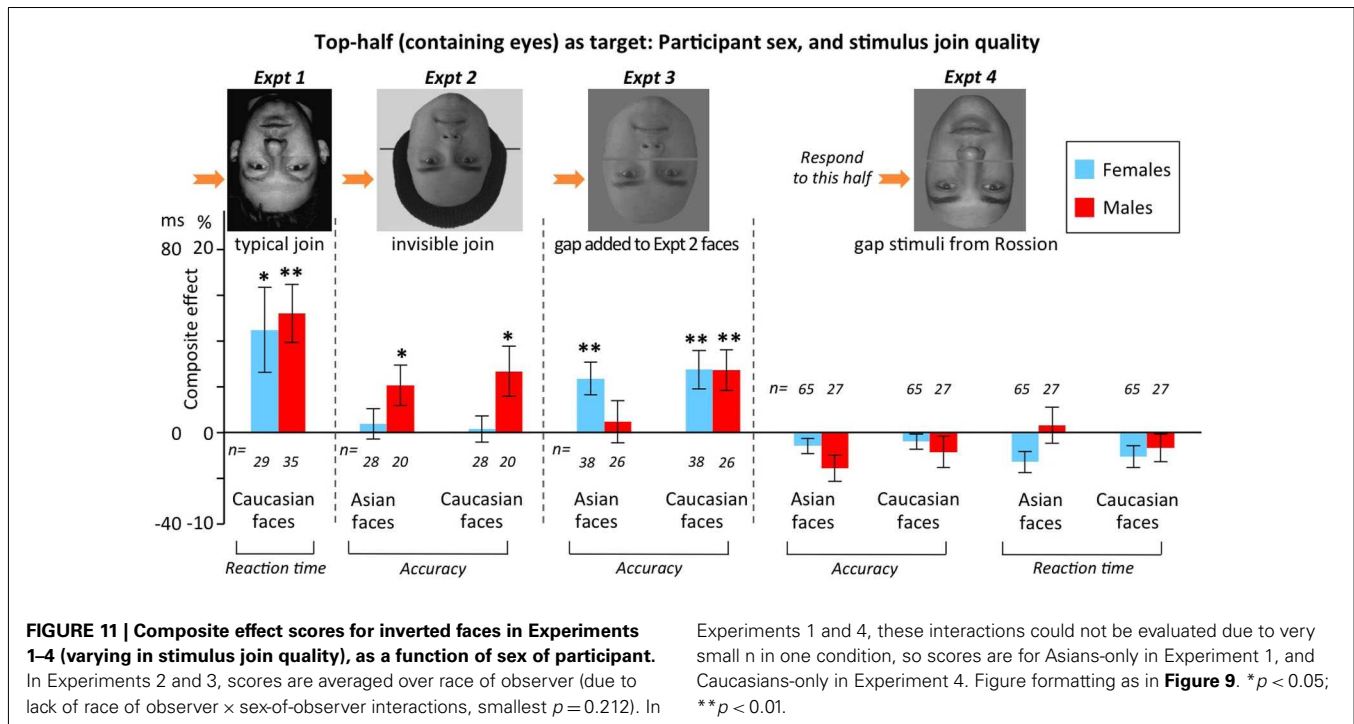 Top-half (containing eyes) as target: Participant sex, and stimulus join quality
Expt 1 Expt 2 Expt 3 Expt 4
Respond
to this half
Females
Males
typical join invisible join gap added to Expt 2 faces gap stimuli from Rossion
ms %
80 20
Composite effect
* **
* *
** ** **
n= 65 27 65 27 65 27 65 27
0 0
n= 29 35 n= 28 20 28 20 n= 38 26 38 26
Caucasian Asian Caucasian Asian Caucasian Asian Caucasian Asian Caucasian
faces faces faces faces faces faces faces faces faces
-40 -10
Reaction time Accuracy Accuracy Accuracy Reaction time
FIGURE 11 | Composite effect scores for inverted faces in Experiments
1–4 (varying in stimulus join quality), as a function of sex of participant.
In Experiments 2 and 3, scores are averaged over race of observer (due to
lack of race of observer × sex-of-observer interactions, smallest p = 0.212). In
Experiments 1 and 4, these interactions could not be evaluated due to very
small n in one condition, so scores are for Asians-only in Experiment 1, and
Caucasians-only in Experiment 4. Figure formatting as in Figure 9. *p < 0.05;
**p < 0.01.